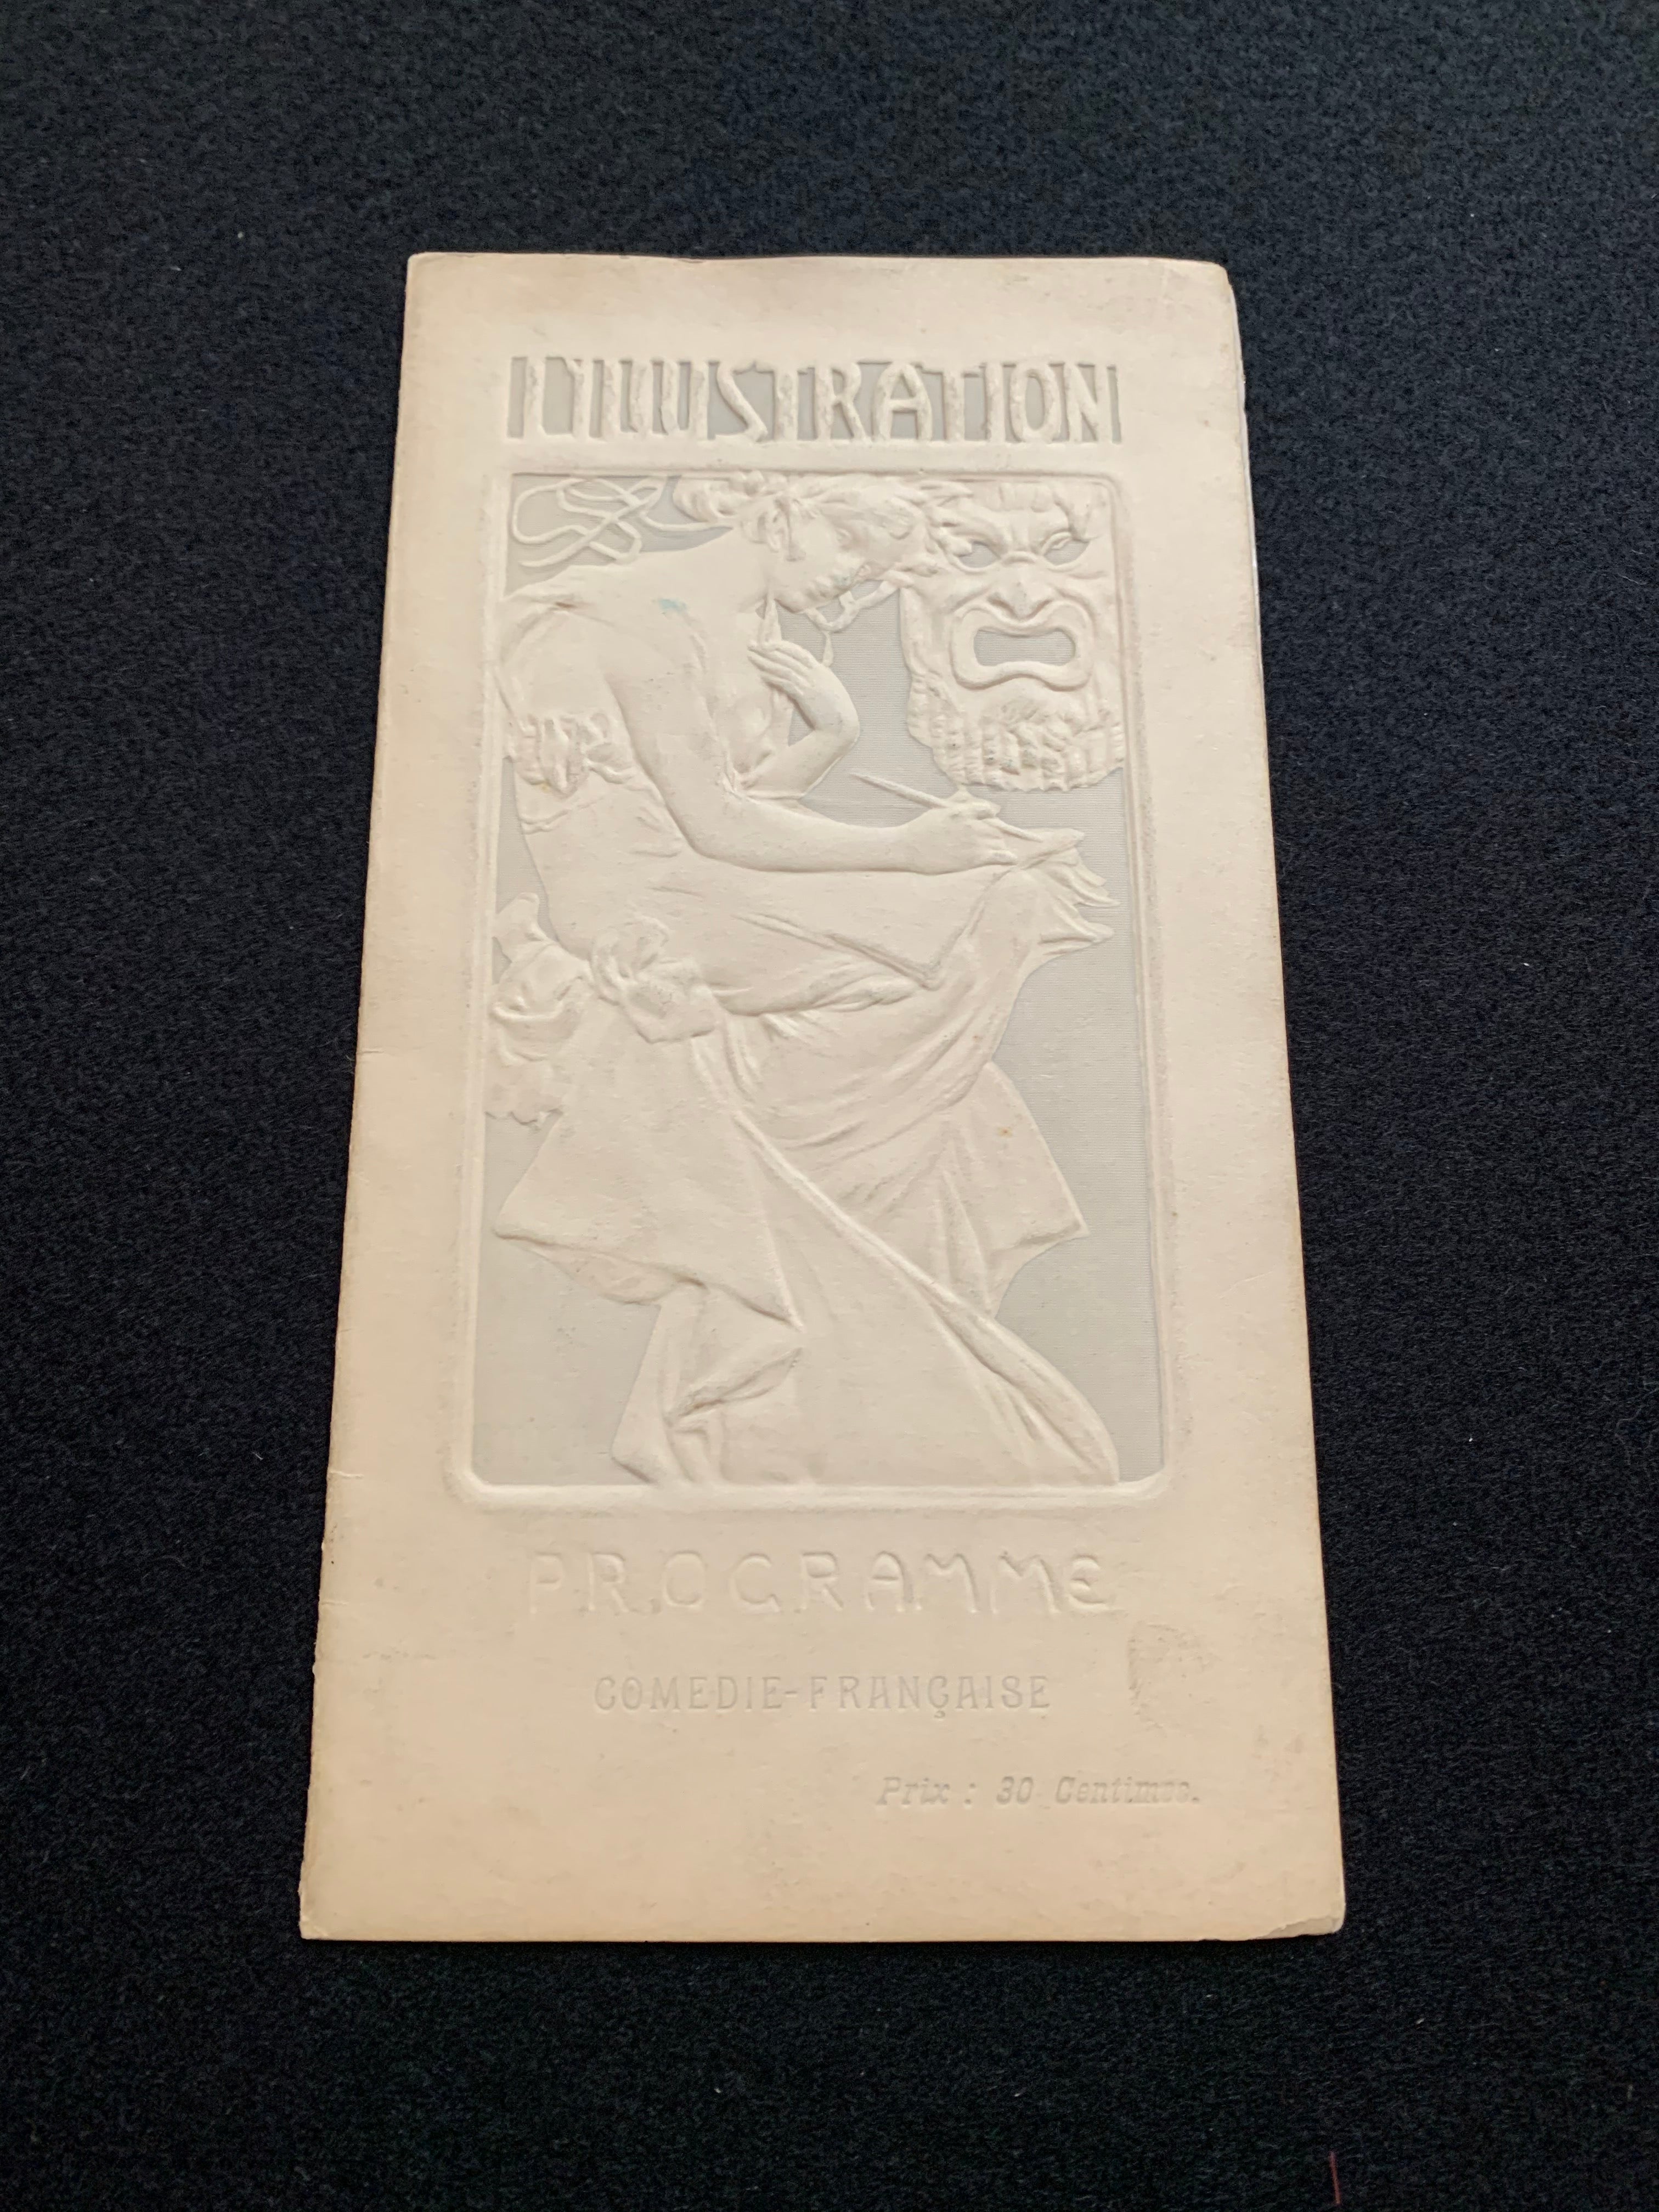 L'ILLUSTRATION
PROGRAMME
COMEDIE-FRANÇAISE
Prix : 30 Centimes.